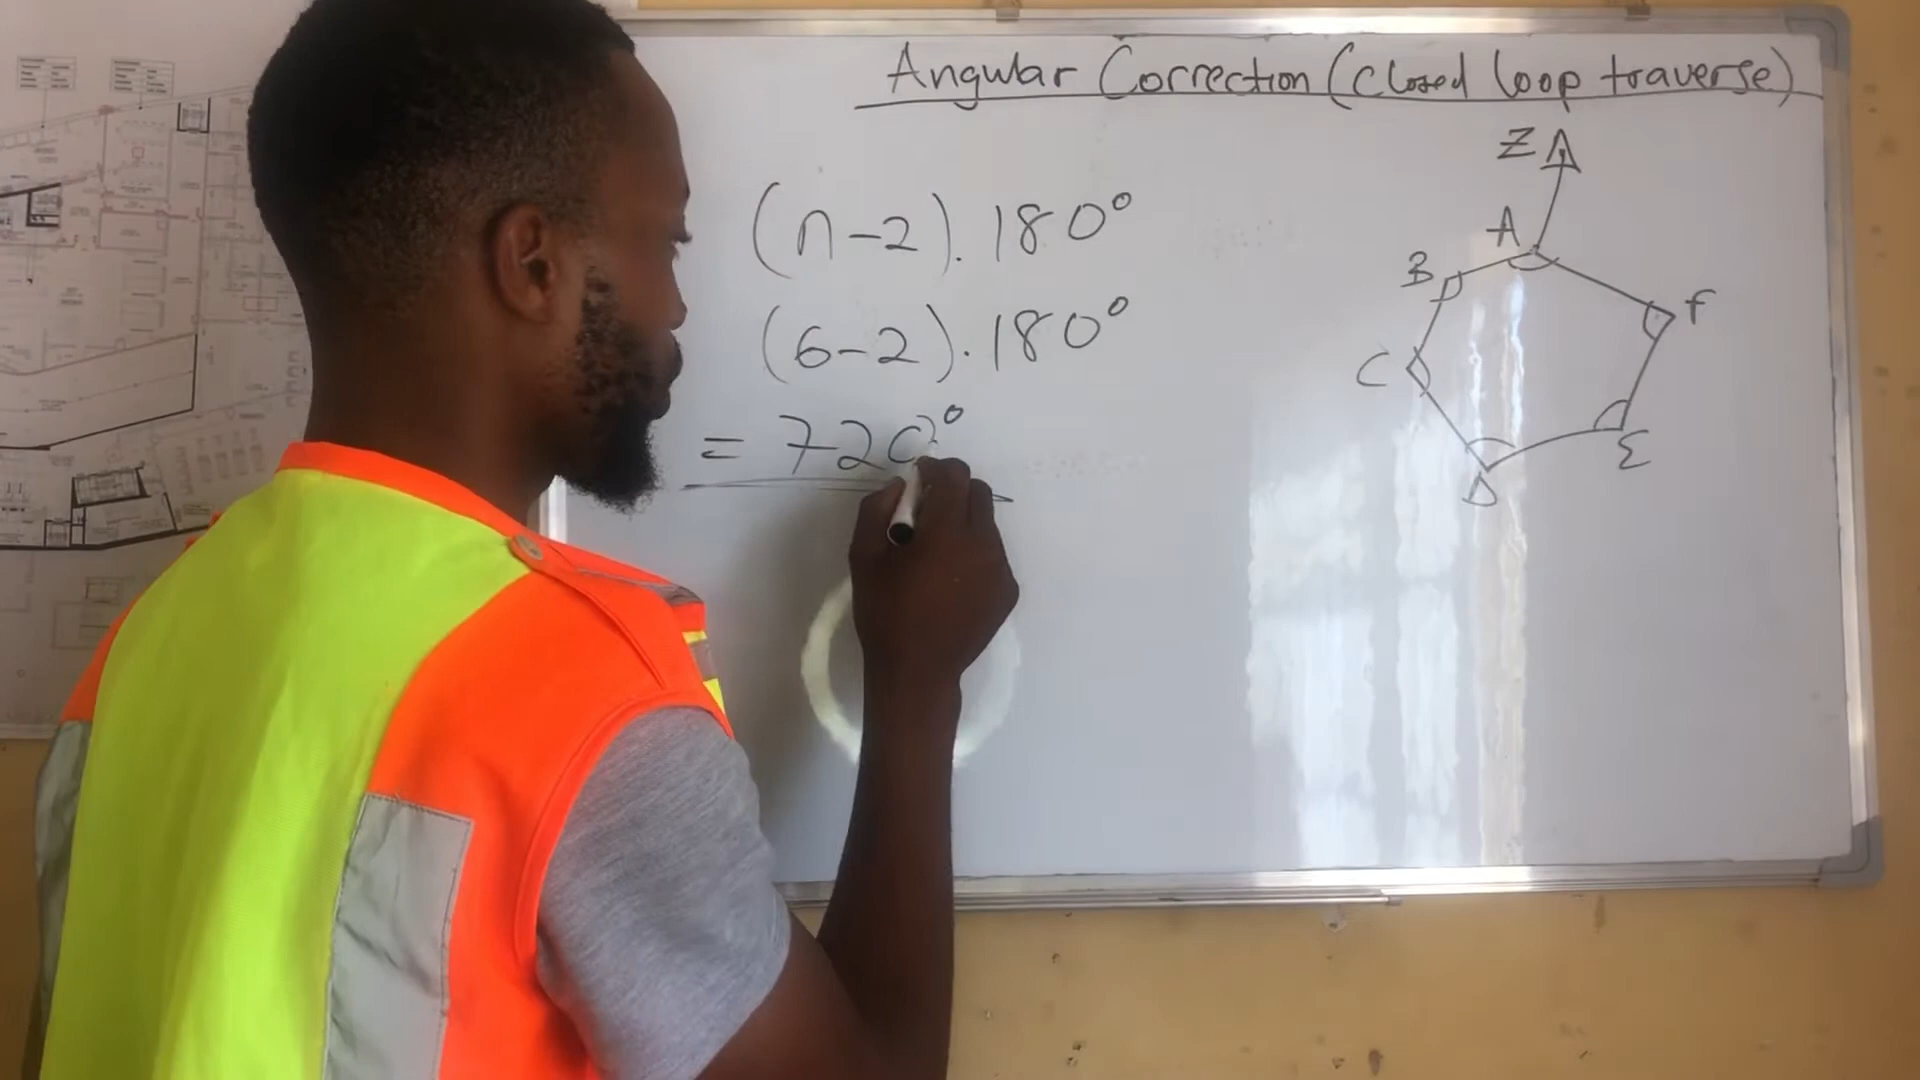 Angular Correction (Closed loop traverse)
(n-2).180°
(6-2).180°
= 720°
Z
A
B
F
C
E
D